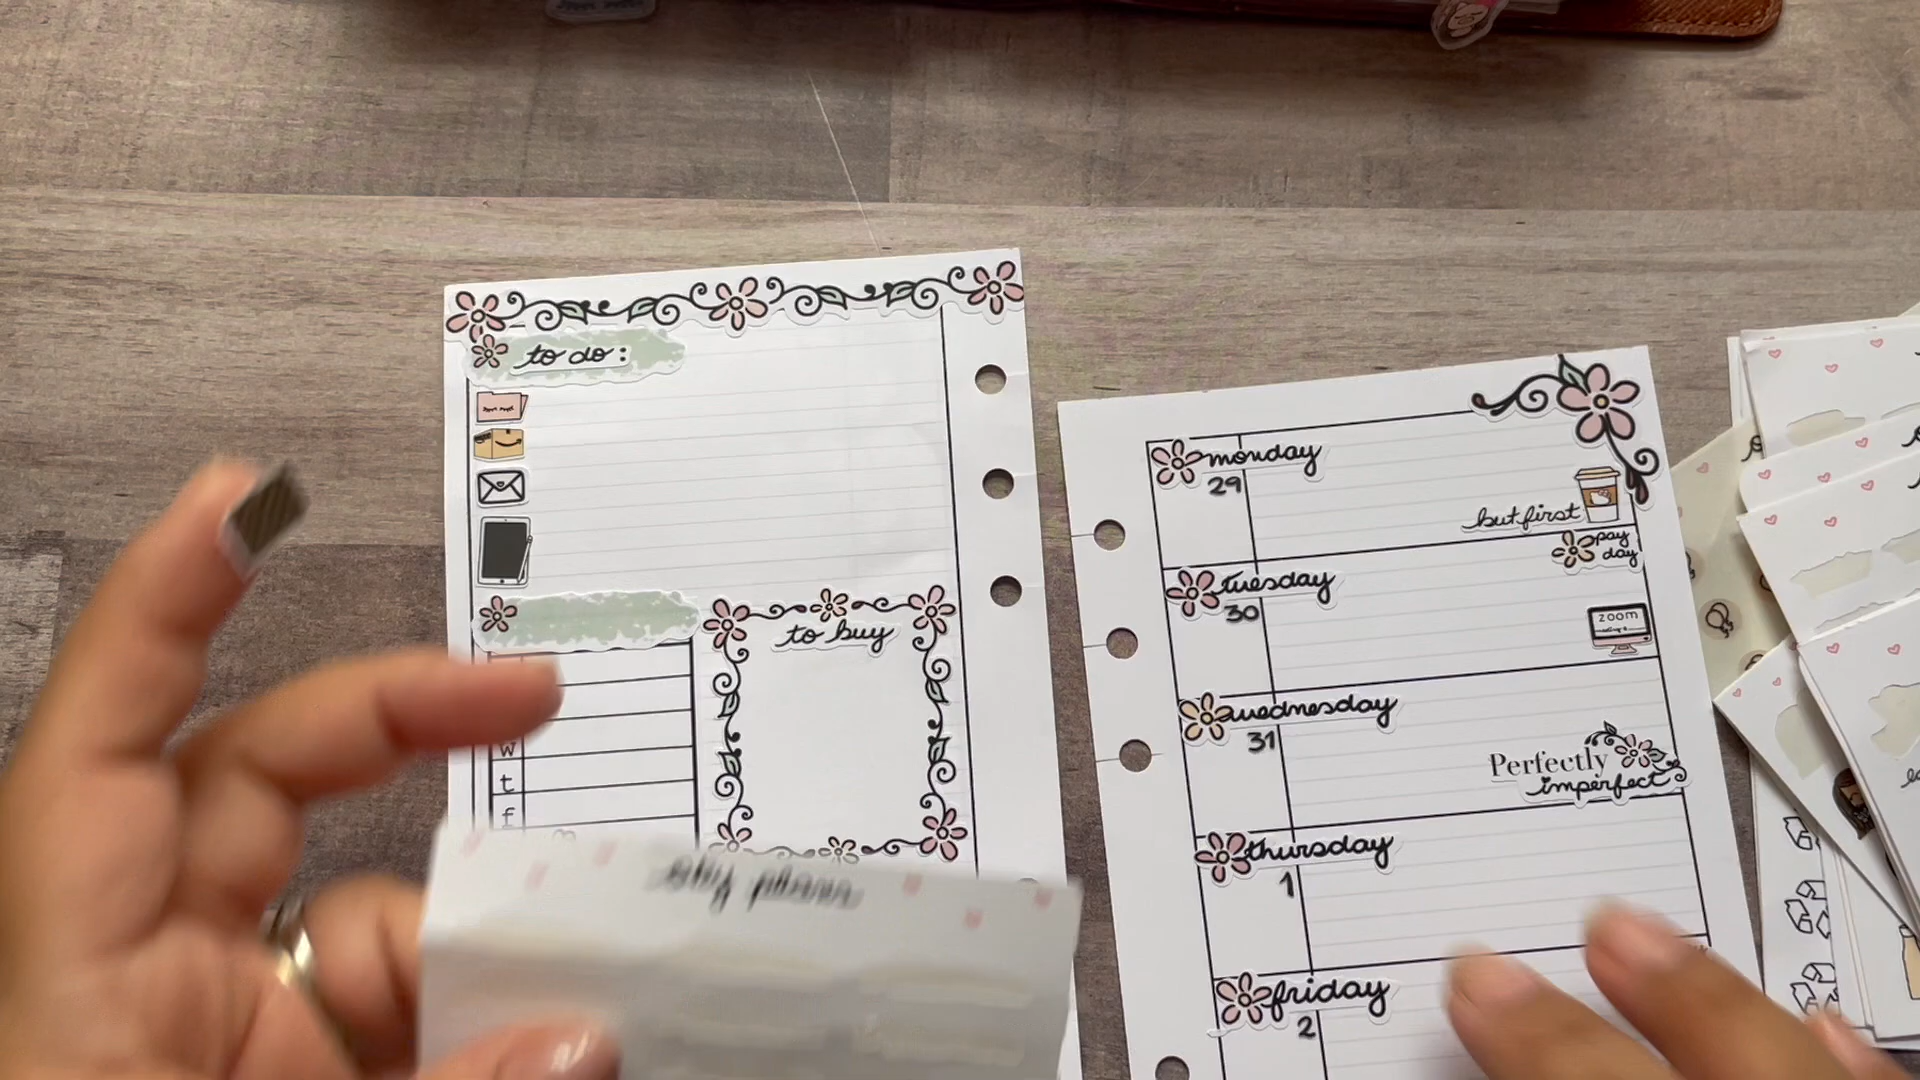 to do:
to buy
w
t
f
monday
29
but first
pay
day
tuesday
30
zoom
wednesday
31
Perfectly
imperfect
thursday
1
friday
2